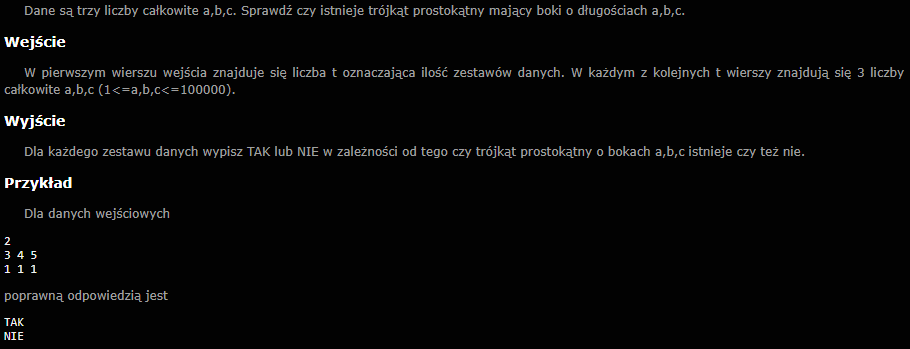 Dane są trzy liczby całkowite a,b,c. Sprawdź czy istnieje trójkąt prostokątny mający boki o długościach a,b,c.
Wejście
W pierwszym wierszu wejścia znajduje się liczba t oznaczająca ilość zestawów danych. W każdym z kolejnych t wierszy znajdują się 3 liczby
całkowite a,b,c (1<=a,b,c<=100000).
Wyjście
Dla każdego zestawu danych wypisz TAK lub NIE w zależności od tego czy trójkąt prostokątny o bokach a,b,c istnieje czy też nie.
Przykład
Dla danych wejściowych
2
3 4 5
1 1 1
poprawną odpowiedzią jest
TAK
NIE